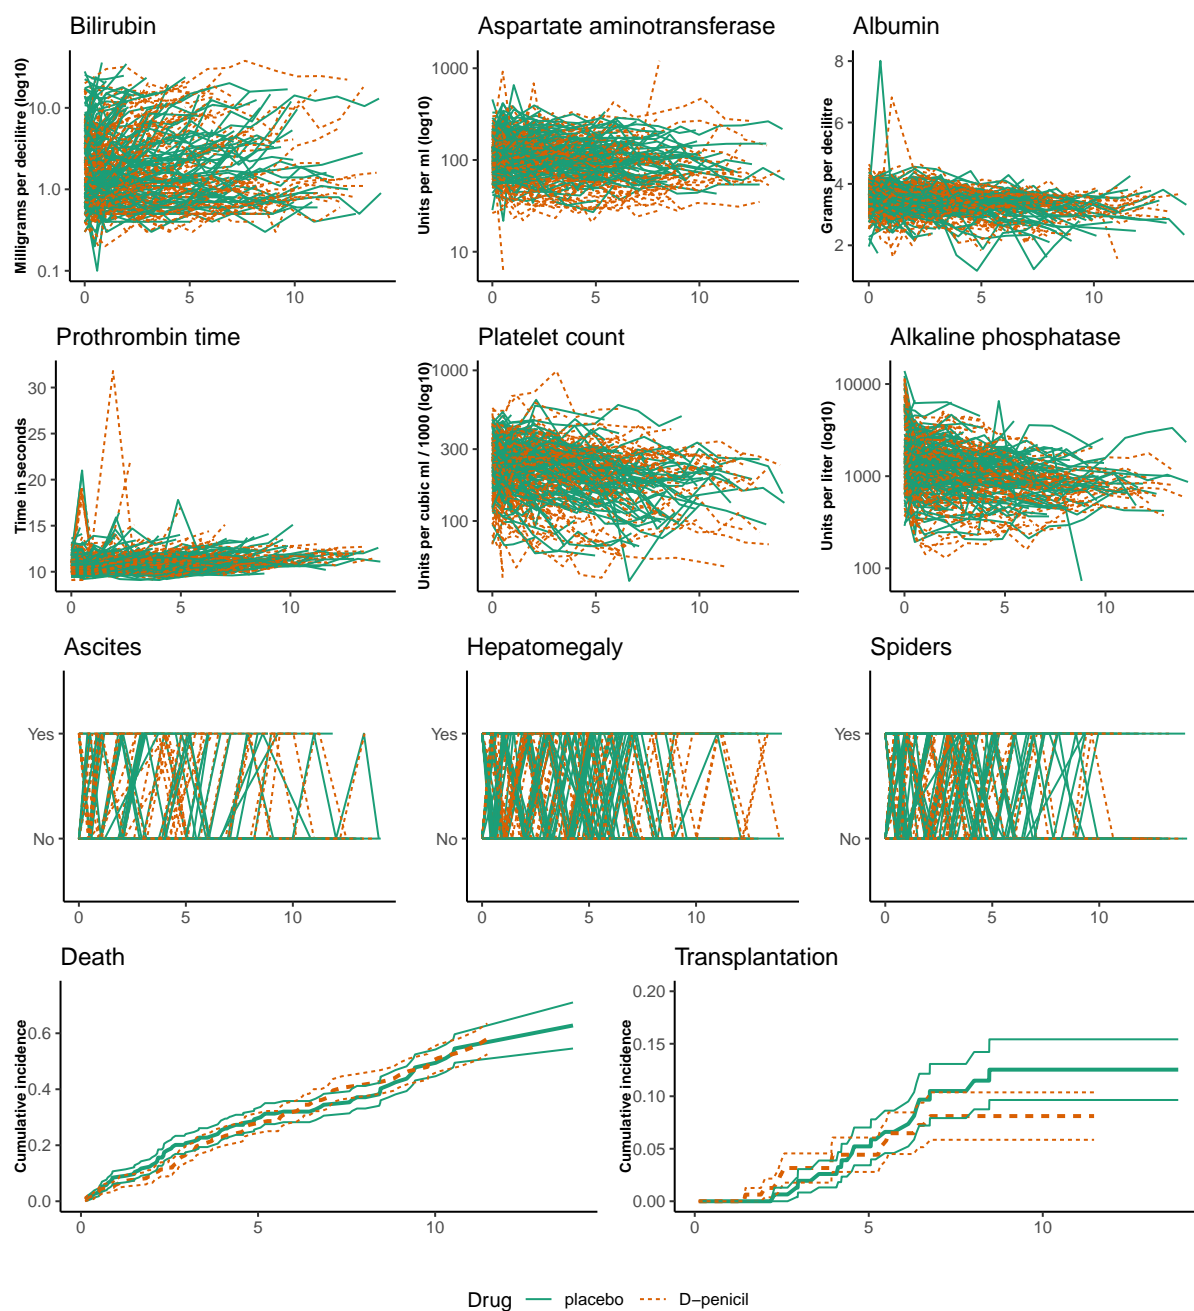 Bilirubin
Milligrams per decilitre (log10)
10.0
1.0
0.1
0 5 10
Aspartate aminotransferase
Units per ml (log10)
1000
100
10
0 5 10
Albumin
Grams per decilitre
8
6
4
2
0 5 10
Prothrombin time
Time in seconds
30
25
20
15
10
0 5 10
Platelet count
Units per cubic ml / 1000 (log10)
1000
300
100
0 5 10
Alkaline phosphatase
Units per liter (log10)
10000
1000
100
0 5 10
Ascites
Yes
No
0 5 10
Hepatomegaly
Yes
No
0 5 10
Spiders
Yes
No
0 5 10
Death
Cumulative incidence
0.6
0.4
0.2
0.0
0 5 10
Transplantation
Cumulative incidence
0.20
0.15
0.10
0.05
0.00
0 5 10
Drug placebo D−penicil